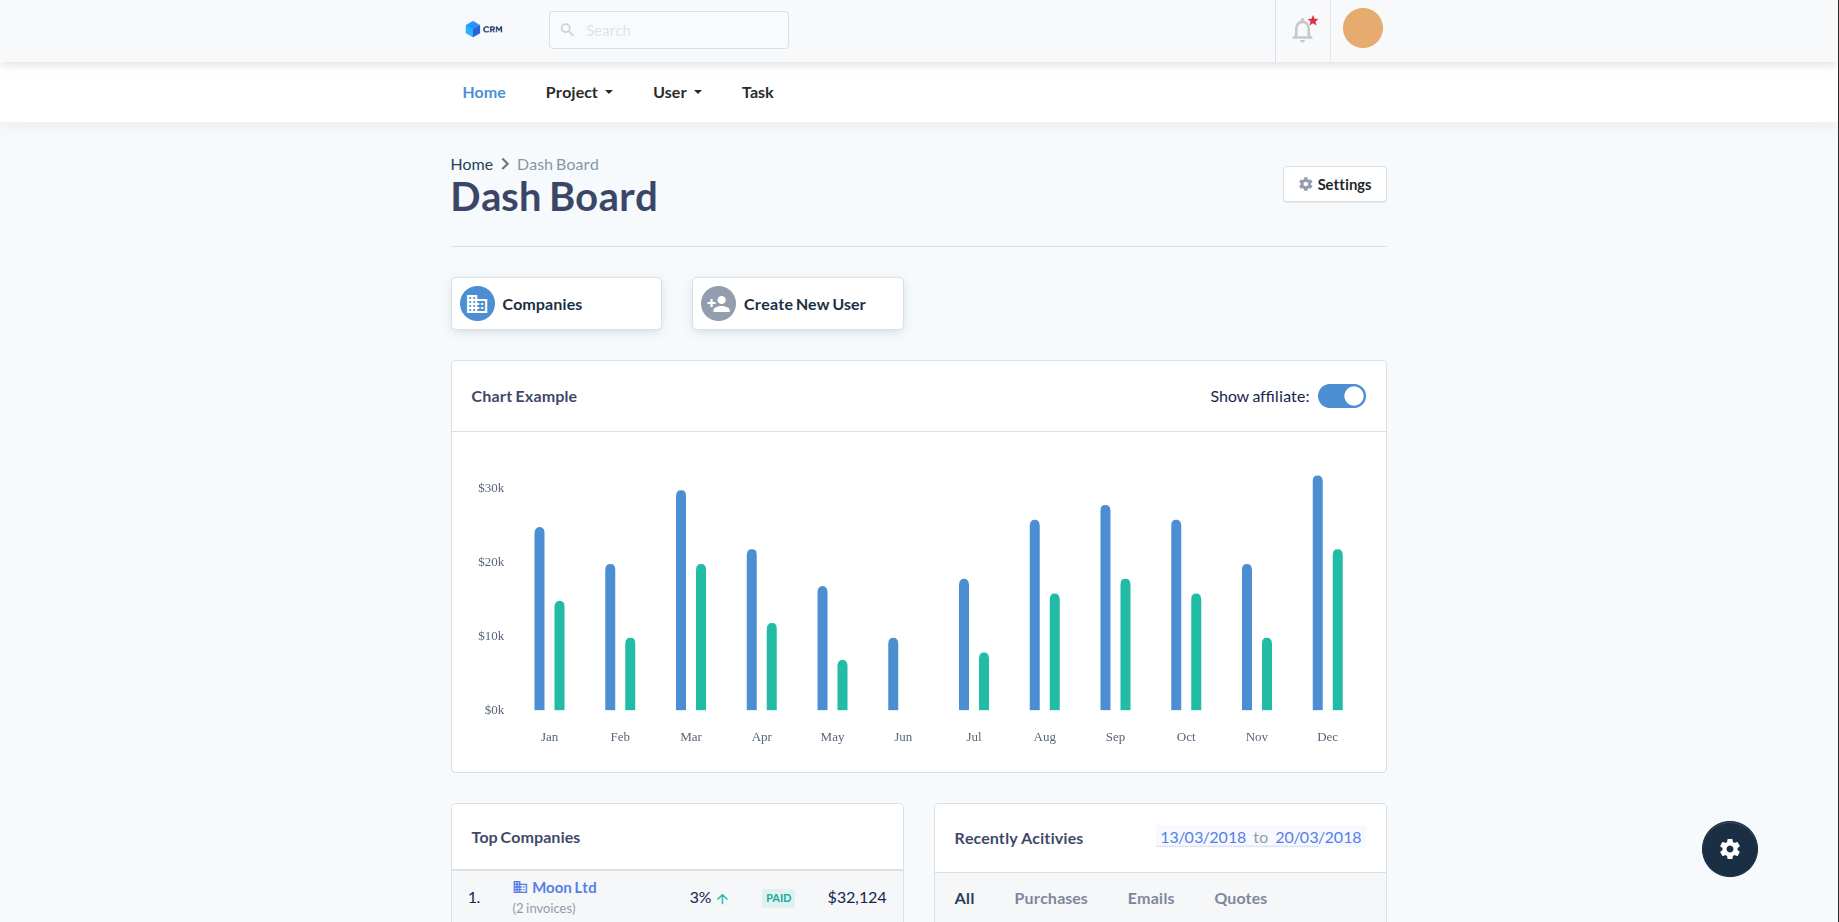 CRM
Search
Home Project User Task
Home Dash Board
Dash Board
Settings
Companies
Create New User
Chart Example
Show affiliate:
$30k
$20k
$10k
$0k
Jan Feb Mar Apr May Jun Jul Aug Sep Oct Nov Dec
Top Companies
1. Moon Ltd 3% PAID $32,124
(2 invoices)
Recently Acitivies
13/03/2018 to 20/03/2018
All Purchases Emails Quotes